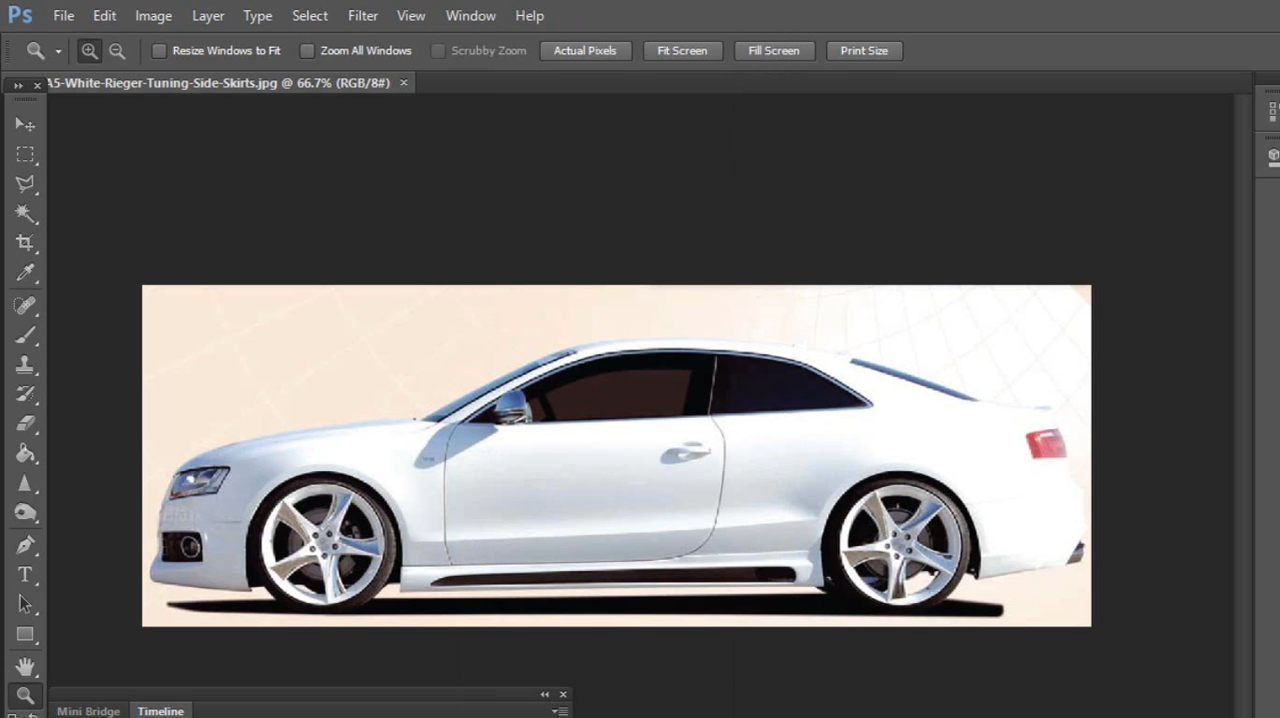 Ps File Edit Image Layer Type Select Filter View Window Help
Resize Windows to Fit Zoom All Windows Scrubby Zoom Actual Pixels Fit Screen Fill Screen Print Size
A5-White-Rieger-Tuning-Side-Skirts.jpg @ 66.7% (RGB/8#) ×
T
Mini Bridge Timeline